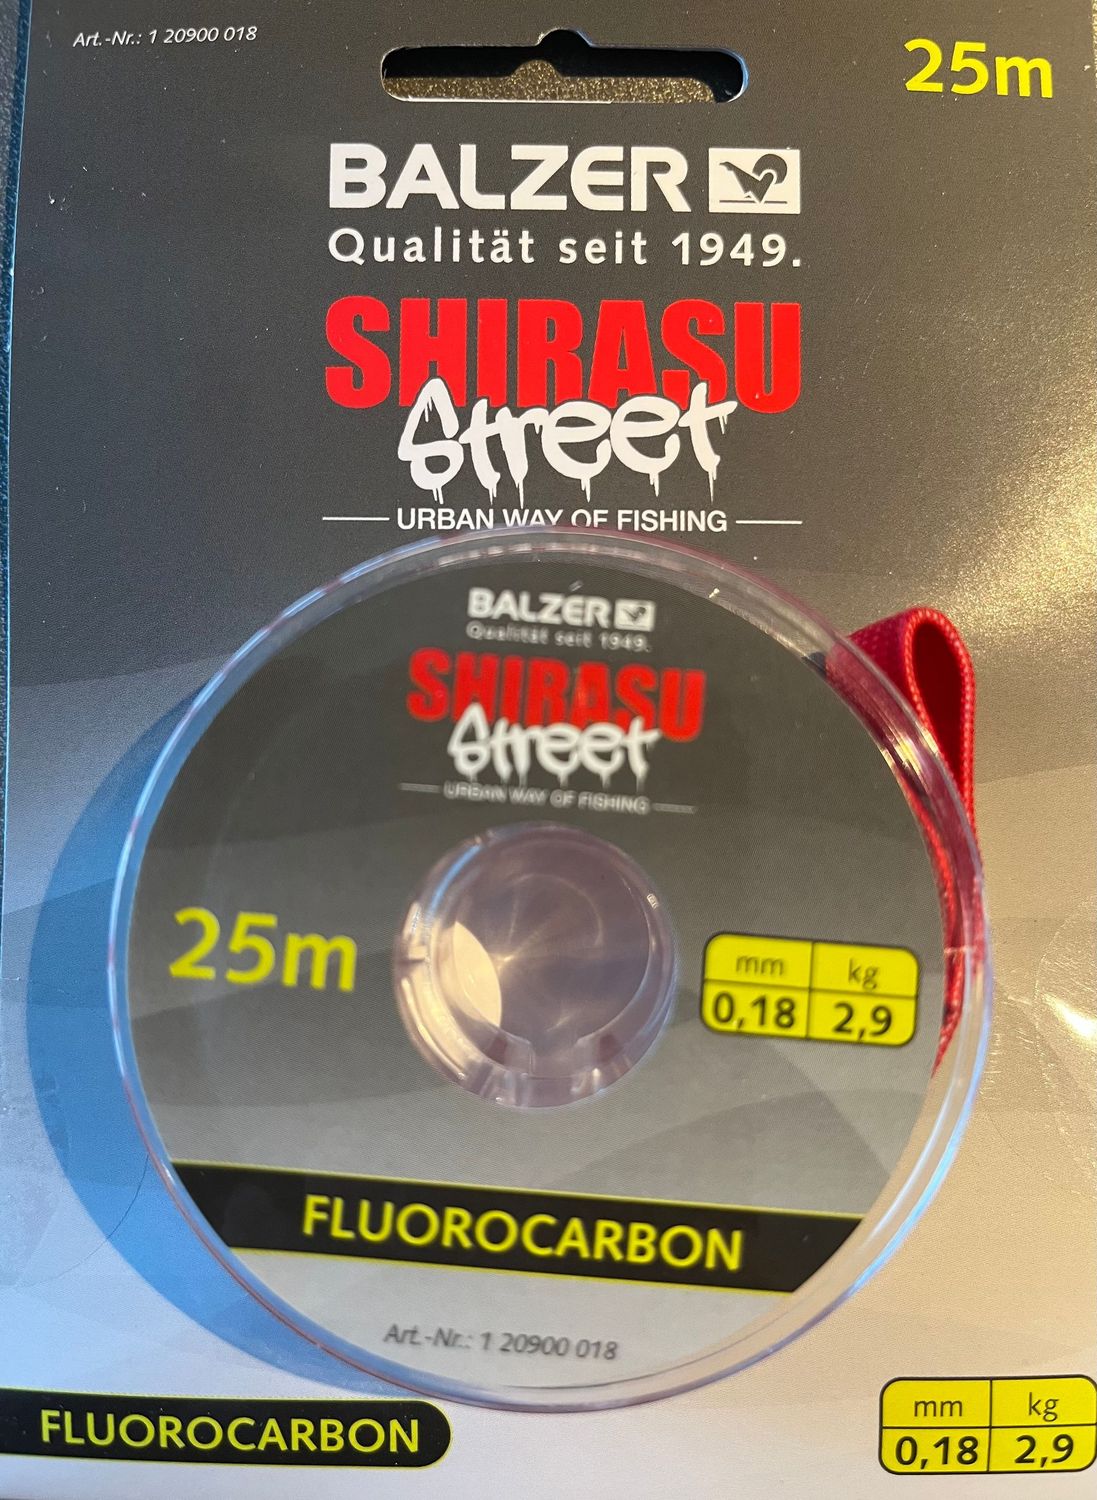 Art.-Nr.: 1 20900 018
25m
BALZER
Qualität seit 1949.
SHIRASU
Street
URBAN WAY OF FISHING
BALZER
Qualität seit 1949.
SHIRASU
Street
URBAN WAY OF FISHING
25m
mm kg
0,18 2,9
FLUOROCARBON
Art.-Nr.: 1 20900 018
FLUOROCARBON
mm kg
0,18 2,9